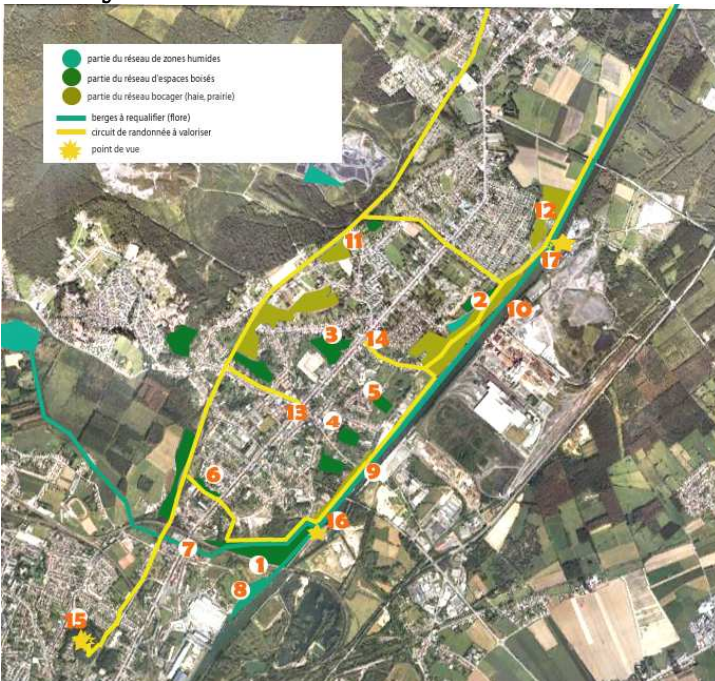 partie du réseau de zones humides
partie du réseau d'espaces boisés
partie du réseau bocager (haie, prairie)
berges à requalifier (flore)
circuit de randonnée à valoriser
point de vue
12
11
17
2
10
3
14
5
13
4
9
6
16
7
1
8
15